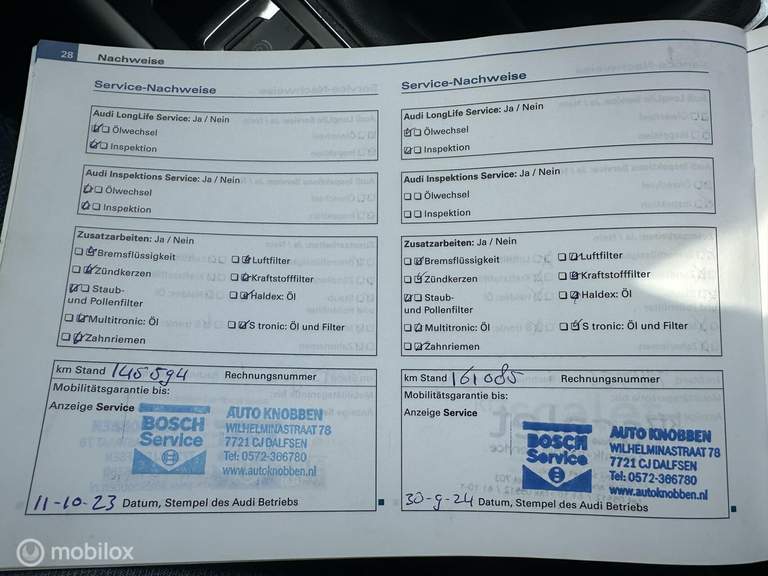 28 Nachweise
Service-Nachweise
Audi LongLife Service: Ja / Nein
Ölwechsel
Inspektion
Audi Inspektions Service: Ja / Nein
Ölwechsel
Inspektion
Zusatzarbeiten: Ja / Nein
Bremsflüssigkeit Luftfilter
Zündkerzen Kraftstofffilter
Staub- Haldex: Öl
und Pollenfilter
Multitronic: Öl S tronic: Öl und Filter
Zahnriemen
km Stand 145594 Rechnungsnummer
Mobilitätsgarantie bis:
Anzeige Service
BOSCH
Service
AUTO KNOBBEN
WILHELMINASTRAAT 78
7721 CJ DALFSEN
Tel: 0572-366780
www.autoknobben.nl
11-10-23 Datum, Stempel des Audi Betriebs
Service-Nachweise
Audi LongLife Service: Ja / Nein
Ölwechsel
Inspektion
Audi Inspektions Service: Ja / Nein
Ölwechsel
Inspektion
Zusatzarbeiten: Ja / Nein
Bremsflüssigkeit Luftfilter
Zündkerzen Kraftstofffilter
Staub- Haldex: Öl
und Pollenfilter
Multitronic: Öl S tronic: Öl und Filter
Zahnriemen
km Stand 161085 Rechnungsnummer
Mobilitätsgarantie bis:
Anzeige Service
BOSCH
Service
AUTO KNOBBEN
WILHELMINASTRAAT 78
7721 CJ DALFSEN
Tel: 0572-366780
www.autoknobben.nl
30-9-24 Datum, Stempel des Audi Betriebs
mobilox